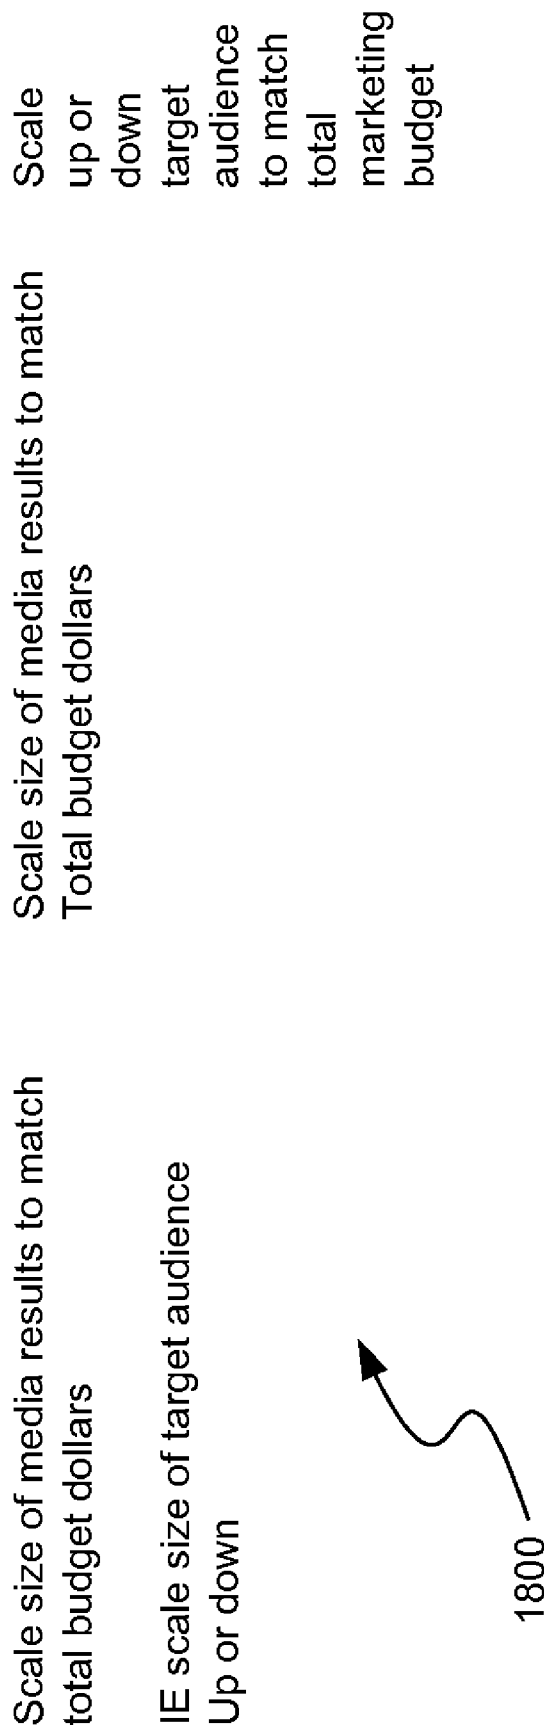 Scale size of media results to match
total budget dollars
IE scale size of target audience
Up or down
Scale size of media results to match
Total budget dollars
Scale
up or
down
target
audience
to match
total
marketing
budget
1800